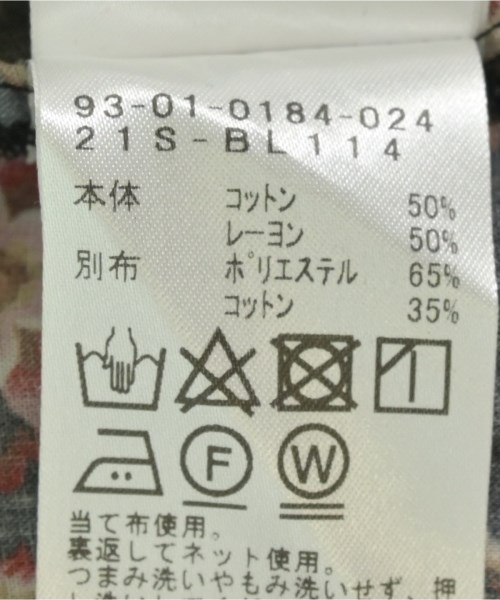 93-01-0184-024
21S-BL114
本体 コットン 50%
レーヨン 50%
別布 ポリエステル 65%
コットン 35%
F W
当て布使用。
裏返してネット使用。
つまみ洗いやもみ洗いせず、押